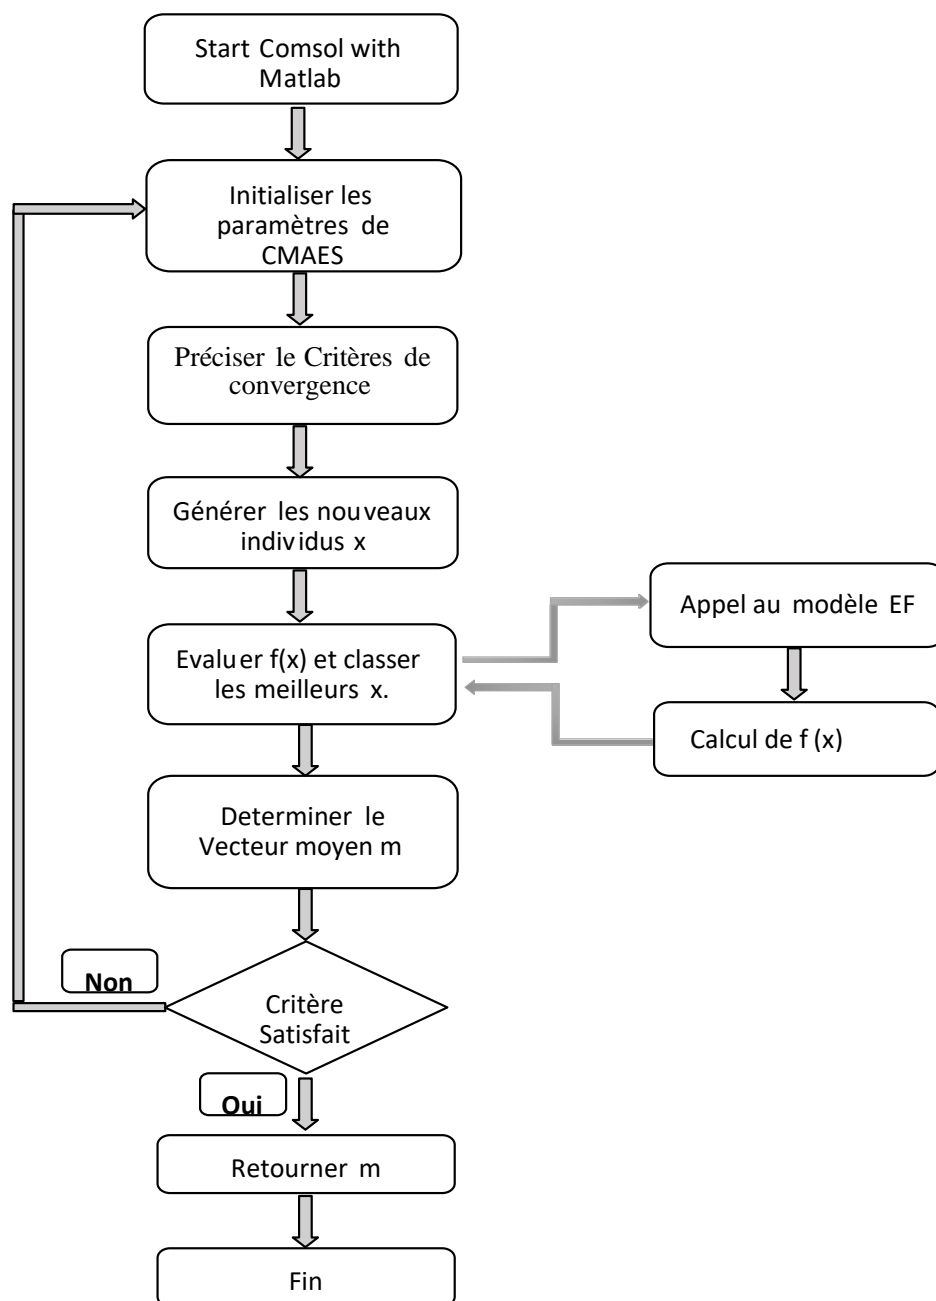 Start Comsol with
Matlab
Initialiser les
paramètres de
CMAES
Préciser le Critères de
convergence
Générer les nouveaux
individus x
Evaluer f(x) et classer
les meilleurs x.
Appel au modèle EF
Calcul de f (x)
Determiner le
Vecteur moyen m
Non
Critère
Satisfait
Oui
Retourner m
Fin